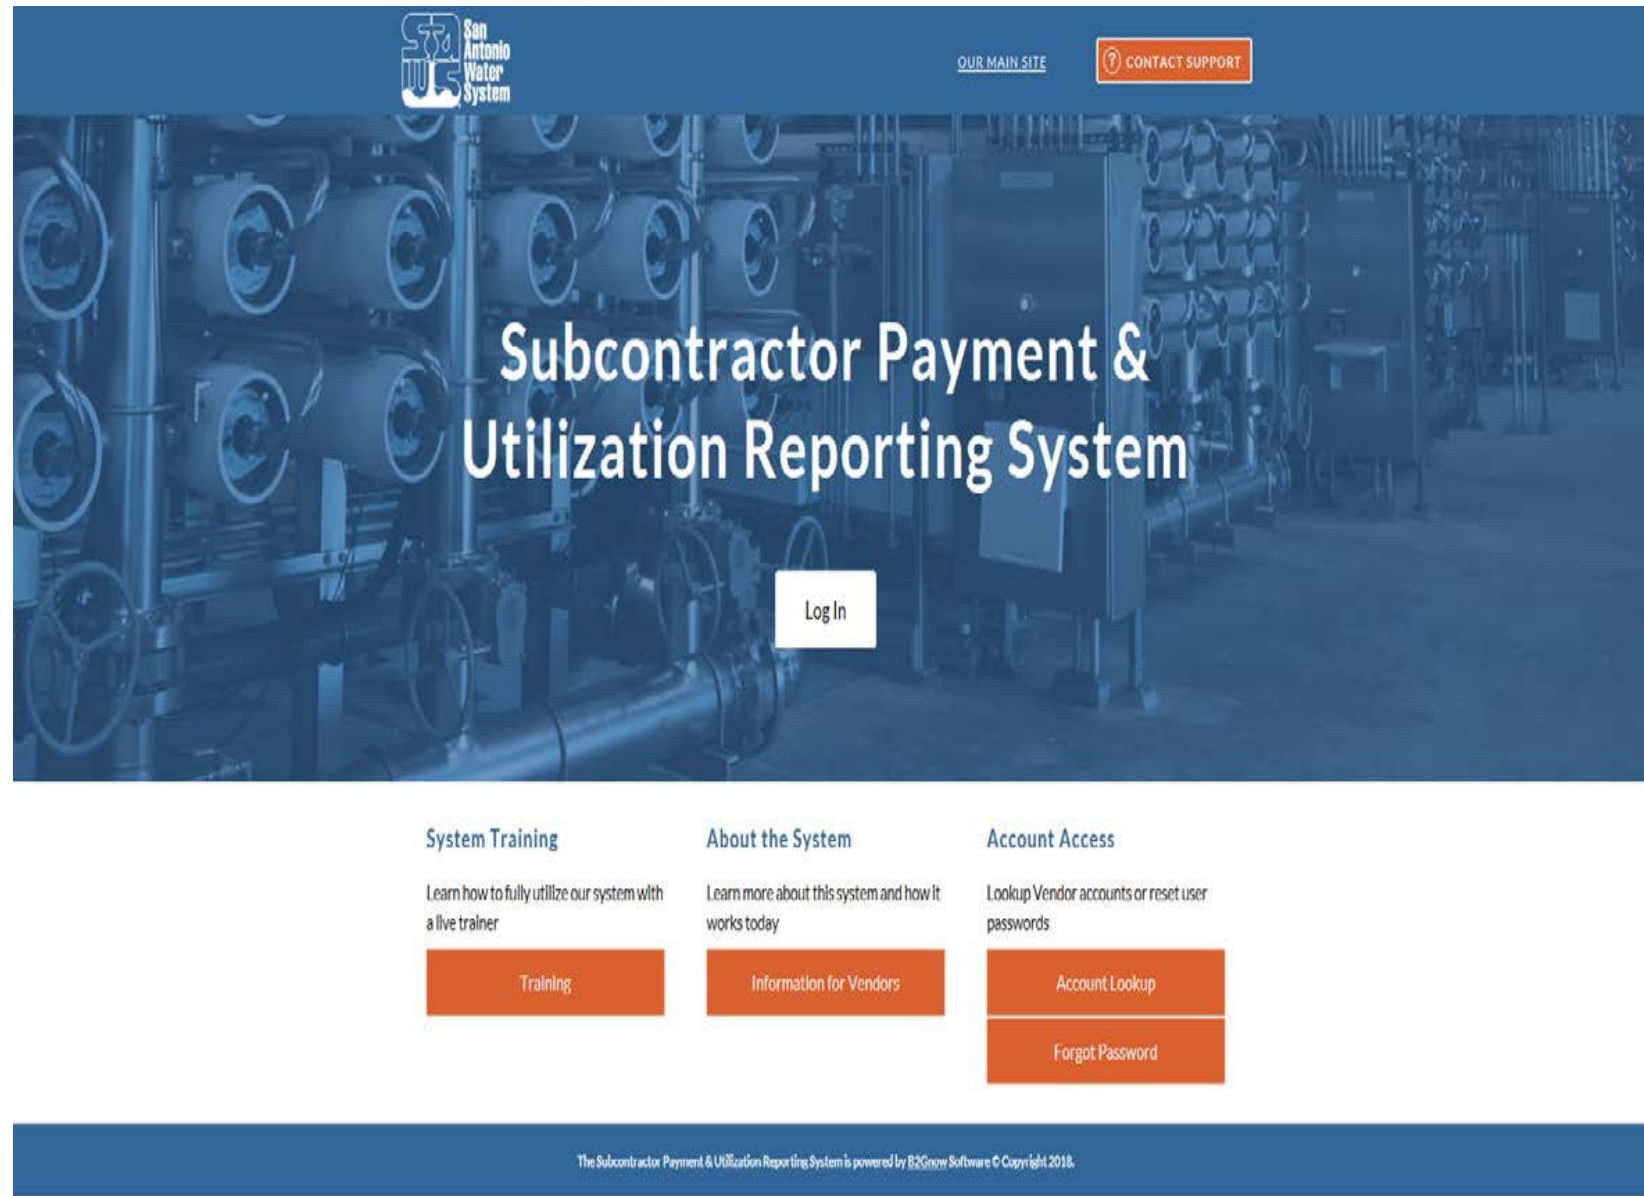 San
Antonio
Water
System
OUR MAIN SITE
? CONTACT SUPPORT
Subcontractor Payment &
Utilization Reporting System
Log In
System Training
Learn how to fully utilize our system with
a live trainer
Training
About the System
Learn more about this system and how it
works today
Information for Vendors
Account Access
Lookup Vendor accounts or reset user
passwords
Account Lookup
Forgot Password
The Subcontractor Payment & Utilization Reporting System is powered by B2Gnow Software © Copyright 2018.